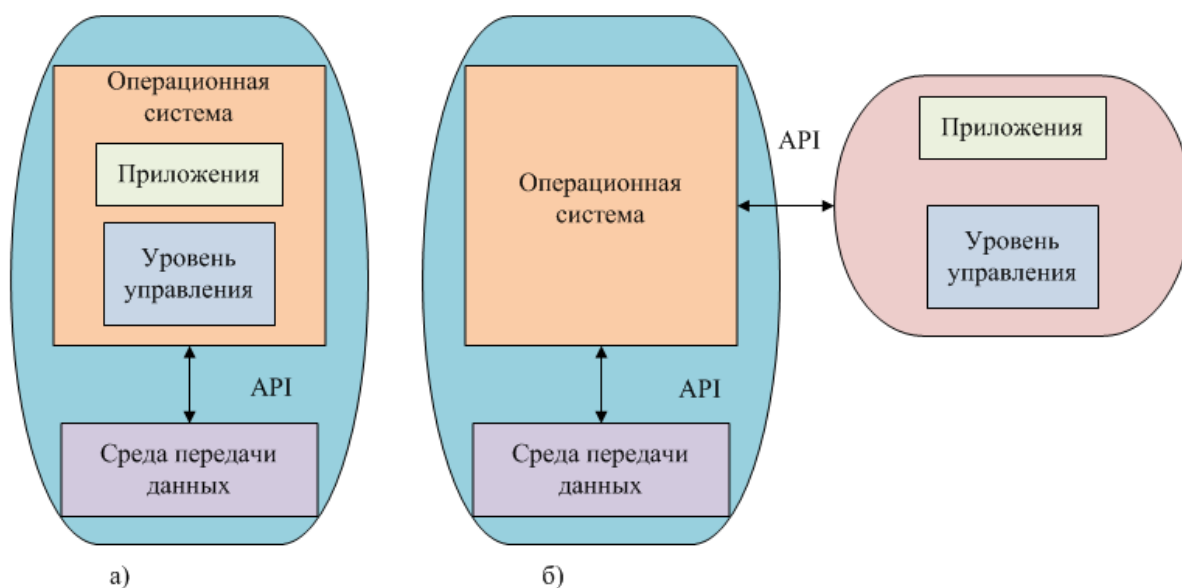 Операционная
система
Приложения
Уровень
управления
API
Среда передачи
данных
а)
Операционная
система
API
Среда передачи
данных
б)
API
Приложения
Уровень
управления